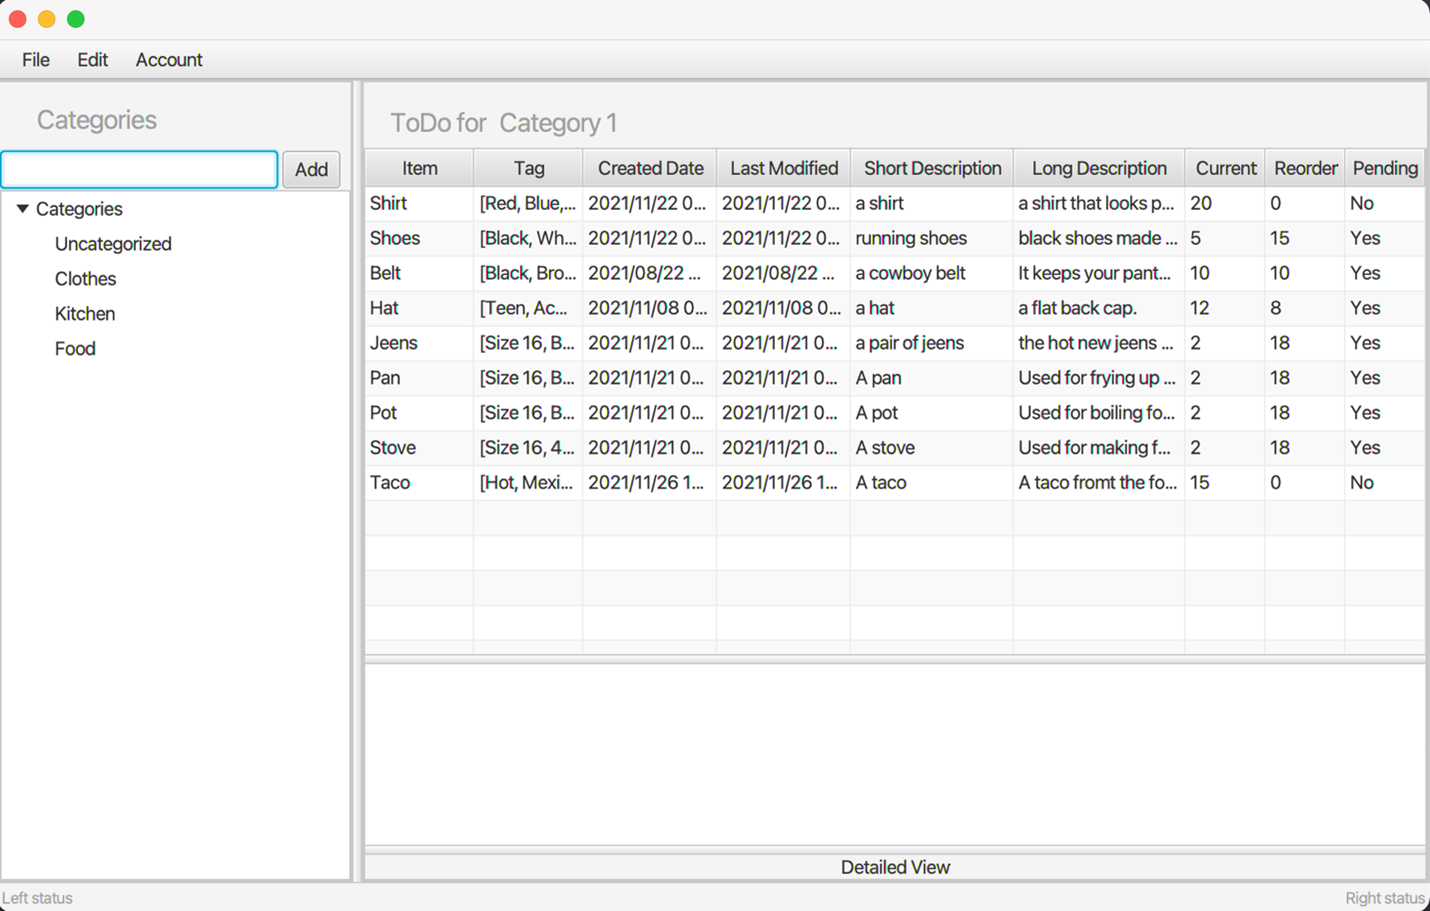 File Edit Account
Categories
Add
Categories
Uncategorized
Clothes
Kitchen
Food
ToDo for Category 1
Item Tag Created Date Last Modified Short Description Long Description Current Reorder Pending
Shirt [Red, Blue,... 2021/11/22 0... 2021/11/22 0... a shirt a shirt that looks p... 20 0 No
Shoes [Black, Wh... 2021/11/22 0... 2021/11/22 0... running shoes black shoes made ... 5 15 Yes
Belt [Black, Bro... 2021/08/22 ... 2021/08/22 ... a cowboy belt It keeps your pant... 10 10 Yes
Hat [Teen, Ac... 2021/11/08 0... 2021/11/08 0... a hat a flat back cap. 12 8 Yes
Jeens [Size 16, B... 2021/11/21 0... 2021/11/21 0... a pair of jeens the hot new jeens ... 2 18 Yes
Pan [Size 16, B... 2021/11/21 0... 2021/11/21 0... A pan Used for frying up ... 2 18 Yes
Pot [Size 16, B... 2021/11/21 0... 2021/11/21 0... A pot Used for boiling fo... 2 18 Yes
Stove [Size 16, 4... 2021/11/21 0... 2021/11/21 0... A stove Used for making f... 2 18 Yes
Taco [Hot, Mexi... 2021/11/26 1... 2021/11/26 1... A taco A taco fromt the fo... 15 0 No
Detailed View
Left status Right status